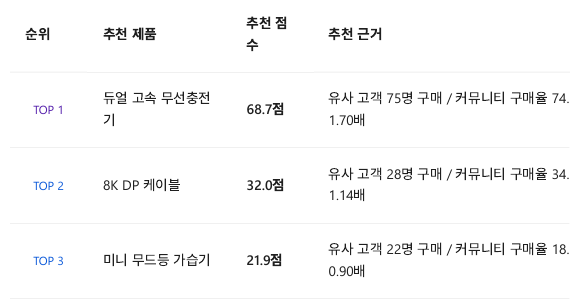 순위 추천 제품 추천 점수 추천 근거
TOP 1 듀얼 고속 무선충전기 68.7점 유사 고객 75명 구매 / 커뮤니티 구매율 74.
1.70배
TOP 2 8K DP 케이블 32.0점 유사 고객 28명 구매 / 커뮤니티 구매율 34.
1.14배
TOP 3 미니 무드등 가습기 21.9점 유사 고객 22명 구매 / 커뮤니티 구매율 18.
0.90배